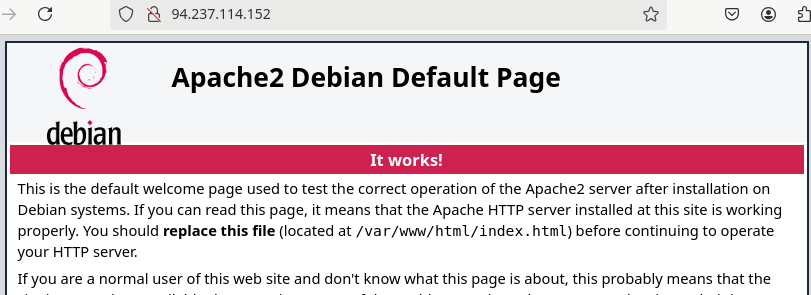 94.237.114.152
Apache2 Debian Default Page
debian
It works!
This is the default welcome page used to test the correct operation of the Apache2 server after installation on
Debian systems. If you can read this page, it means that the Apache HTTP server installed at this site is working
properly. You should replace this file (located at /var/www/html/index.html) before continuing to operate
your HTTP server.
If you are a normal user of this web site and don't know what this page is about, this probably means that the